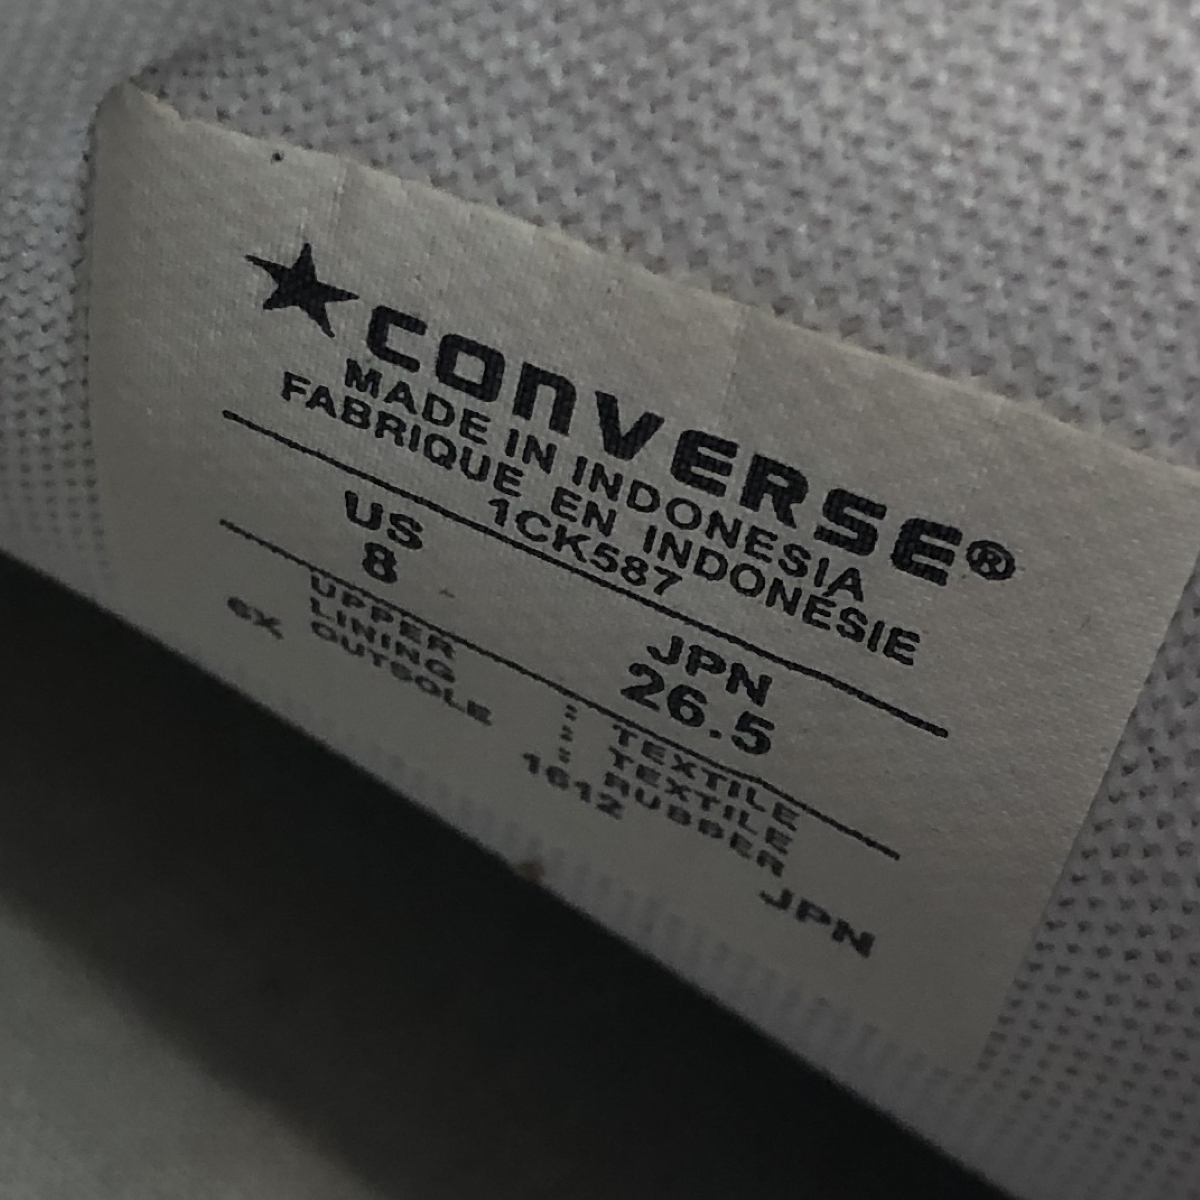 CONVERSE®
MADE IN INDONESIA
FABRIQUE EN INDONESIE
1CK587
US JPN
8 26.5
UPPER : TEXTILE
LINING : TEXTILE
OUTSOLE : RUBBER
6X 1612 JPN